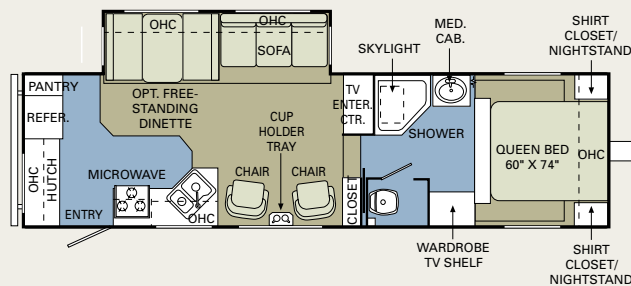 OHC
OHC
SOFA
MED.
CAB.
SKYLIGHT
SHIRT
CLOSET/
NIGHTSTAND
PANTRY
REFER.
OPT. FREE-
STANDING
DINETTE
TV
ENTER.
CTR.
CUP
HOLDER
TRAY
SHOWER
QUEEN BED
60" X 74"
OHC
OHC
HUTCH
MICROWAVE
CHAIR
CHAIR
ENTRY
OHC
CLOSET
WARDROBE
TV SHELF
SHIRT
CLOSET/
NIGHTSTAND